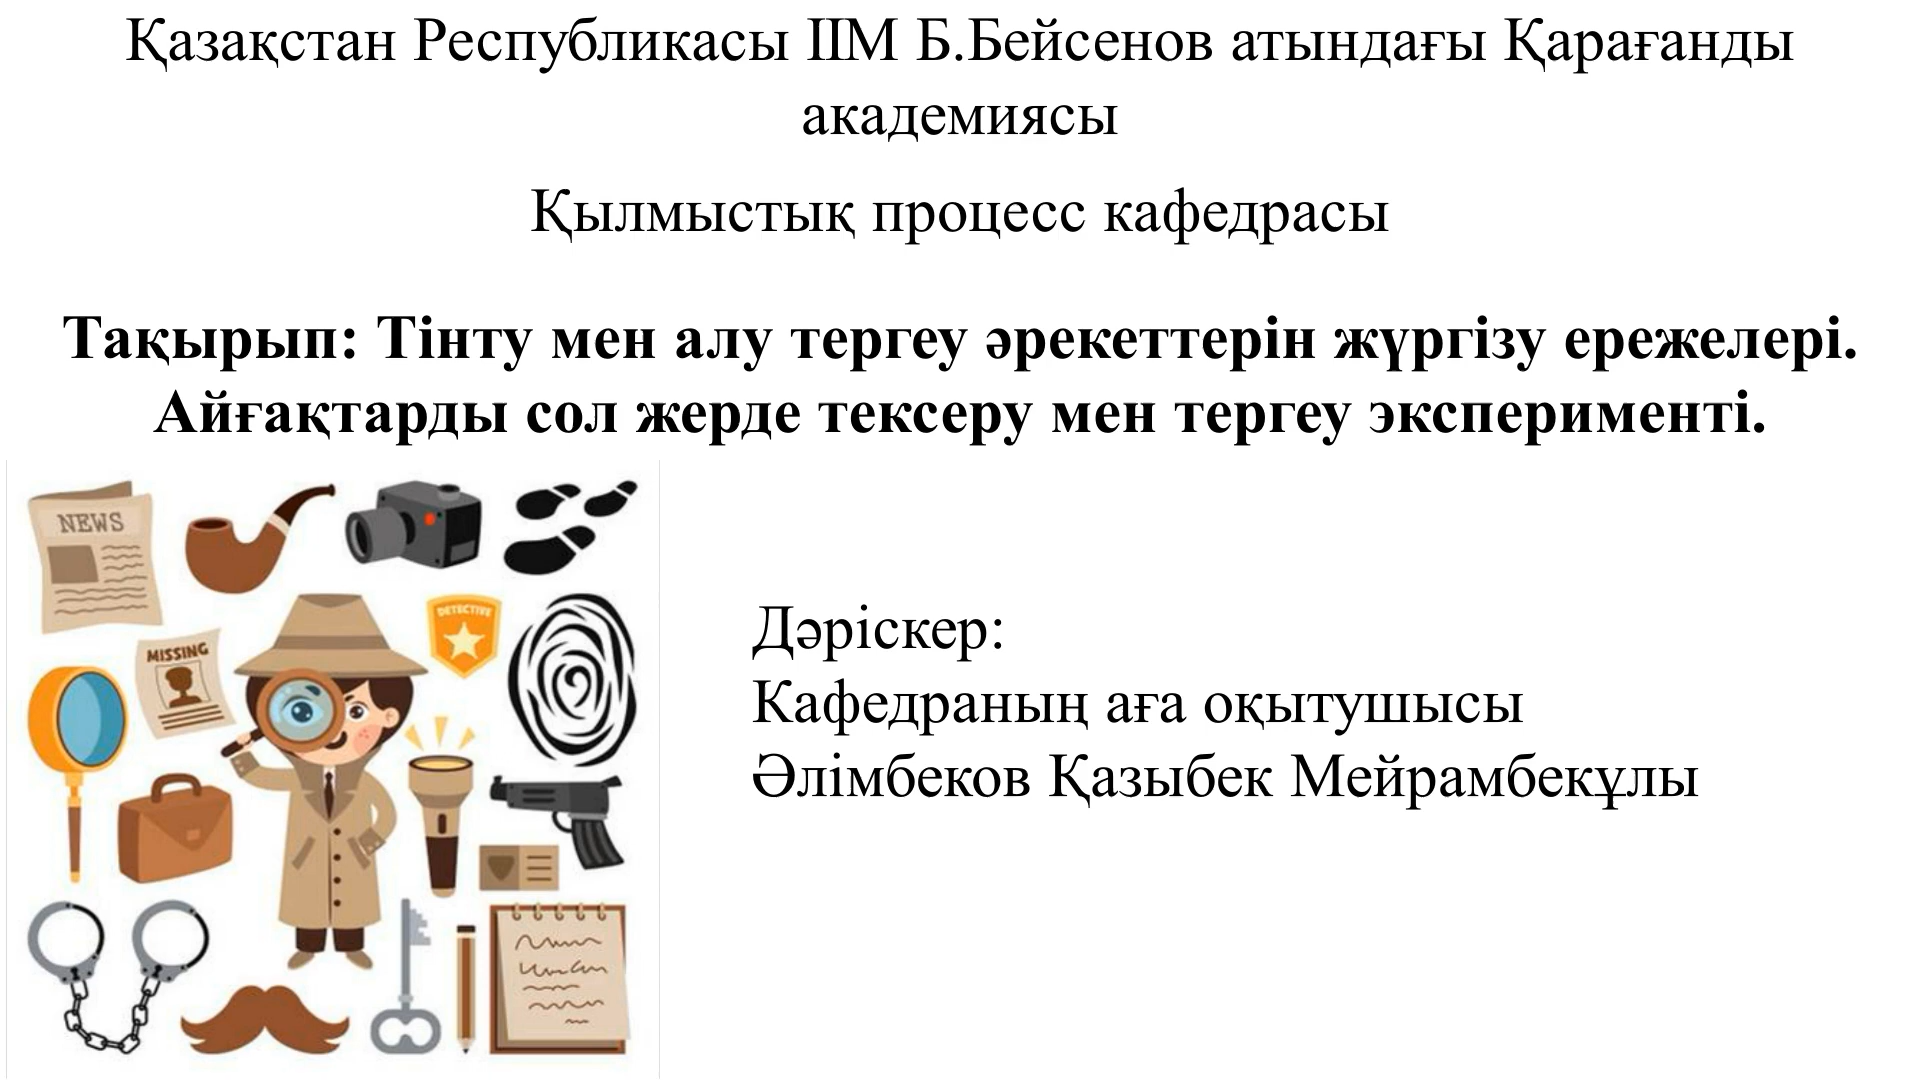 Қазақстан Республикасы ІІМ Б.Бейсенов атындағы Қарағанды
академиясы
Қылмыстық процесс кафедрасы
Тақырып: Тінту мен алу тергеу әрекеттерін жүргізу ережелері.
Айғақтарды сол жерде тексеру мен тергеу эксперименті.
NEWS
DETECTIVE
MISSING
Дәріскер:
Кафедраның аға оқытушысы
Әлімбеков Қазыбек Мейрамбекұлы